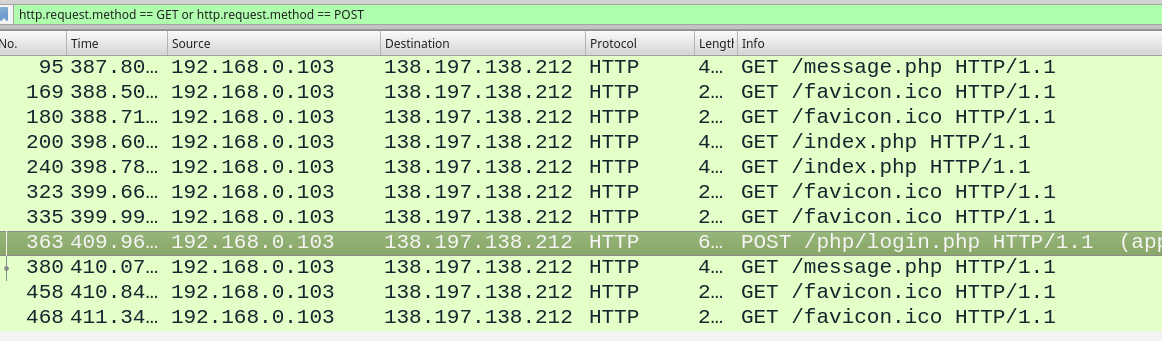 http.request.method == GET or http.request.method == POST
No. Time Source Destination Protocol Length Info
95 387.80… 192.168.0.103 138.197.138.212 HTTP 4… GET /message.php HTTP/1.1
169 388.50… 192.168.0.103 138.197.138.212 HTTP 2… GET /favicon.ico HTTP/1.1
180 388.71… 192.168.0.103 138.197.138.212 HTTP 2… GET /favicon.ico HTTP/1.1
200 398.60… 192.168.0.103 138.197.138.212 HTTP 4… GET /index.php HTTP/1.1
240 398.78… 192.168.0.103 138.197.138.212 HTTP 4… GET /index.php HTTP/1.1
323 399.66… 192.168.0.103 138.197.138.212 HTTP 2… GET /favicon.ico HTTP/1.1
335 399.99… 192.168.0.103 138.197.138.212 HTTP 2… GET /favicon.ico HTTP/1.1
363 409.96… 192.168.0.103 138.197.138.212 HTTP 6… POST /php/login.php HTTP/1.1 (app
380 410.07… 192.168.0.103 138.197.138.212 HTTP 4… GET /message.php HTTP/1.1
458 410.84… 192.168.0.103 138.197.138.212 HTTP 2… GET /favicon.ico HTTP/1.1
468 411.34… 192.168.0.103 138.197.138.212 HTTP 2… GET /favicon.ico HTTP/1.1